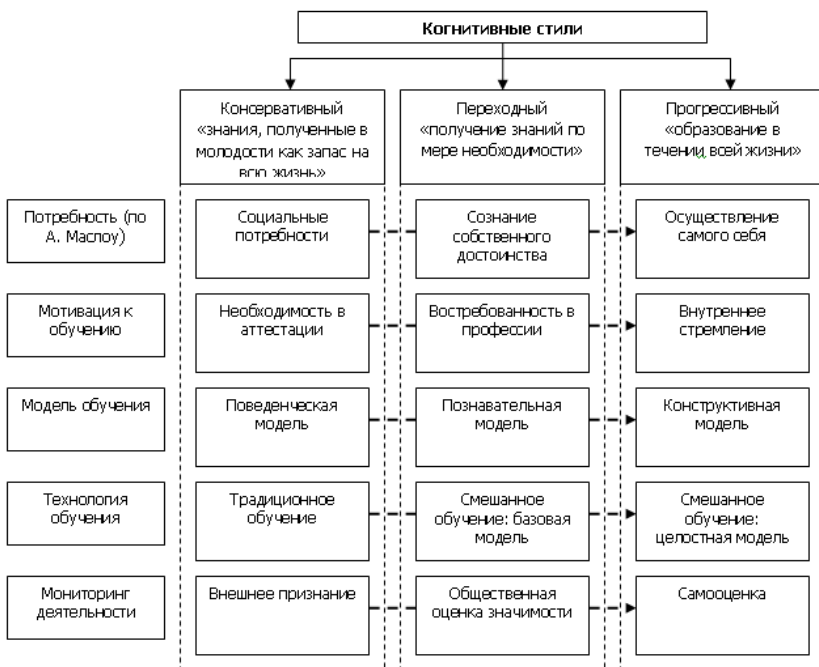 Когнитивные стили
Консервативный
«знания, полученные в
молодости как запас на
всю жизнь»
Переходный
«получение знаний по
мере необходимости»
Прогрессивный
«образование в
течении всей жизни»
Потребность (по
А. Маслоу)
Социальные
потребности
Сознание
собственного
достоинства
Осуществление
самого себя
Мотивация к
обучению
Необходимость в
аттестации
Востребованность в
профессии
Внутреннее
стремление
Модель обучения
Поведенческая
модель
Познавательная
модель
Конструктивная
модель
Технология
обучения
Традиционное
обучение
Смешанное
обучение: базовая
модель
Смешанное
обучение:
целостная модель
Мониторинг
деятельности
Внешнее признание
Общественная
оценка значимости
Самооценка